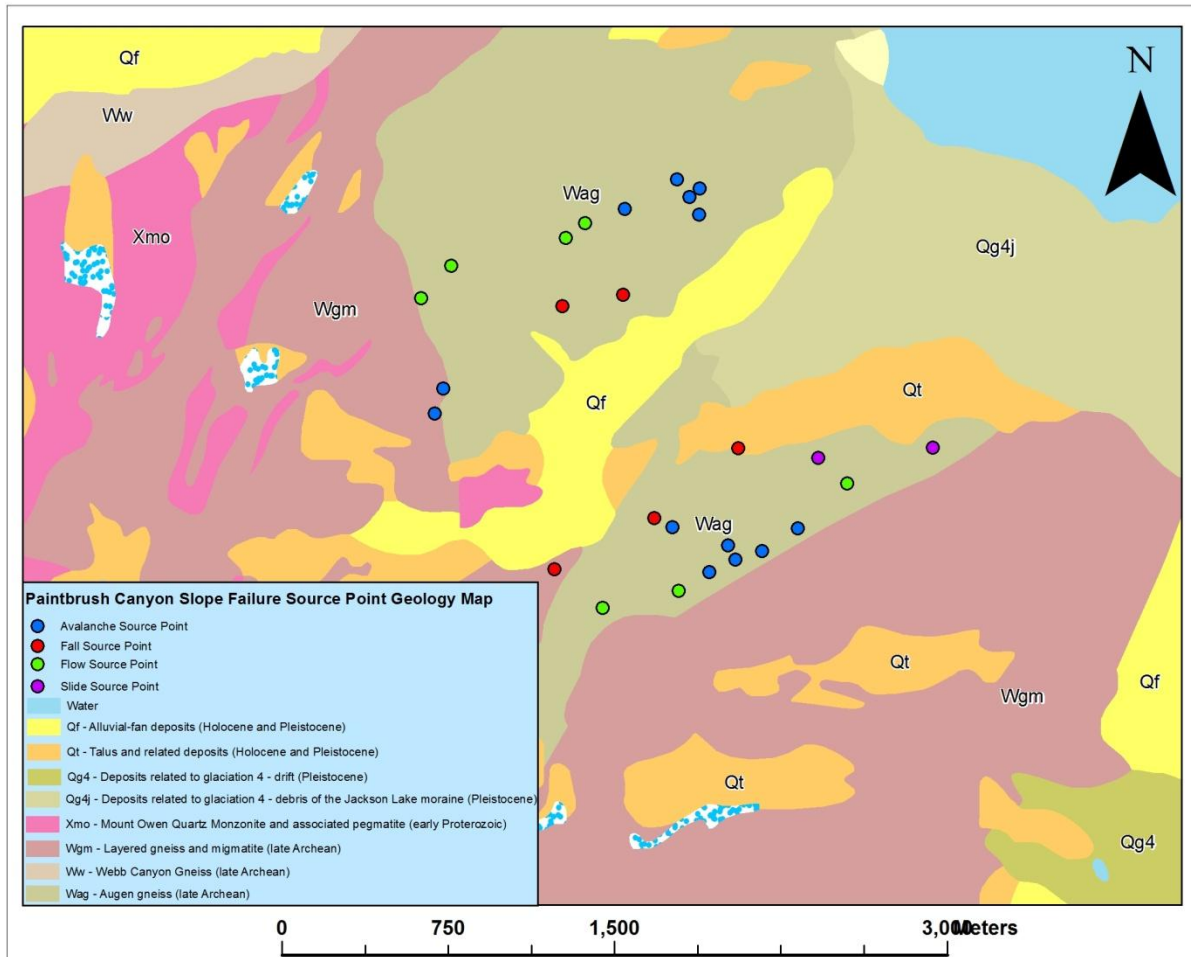 Qf
N
Ww
Wag
Xmo
Qg4j
Wgm
Qt
Qf
Wag
Paintbrush Canyon Slope Failure Source Point Geology Map
Avalanche Source Point
Fall Source Point
Flow Source Point
Slide Source Point
Water
Qf - Alluvial-fan deposits (Holocene and Pleistocene)
Qt - Talus and related deposits (Holocene and Pleistocene)
Qg4 - Deposits related to glaciation 4 - drift (Pleistocene)
Qg4j - Deposits related to glaciation 4 - debris of the Jackson Lake moraine (Pleistocene)
Xmo - Mount Owen Quartz Monzonite and associated pegmatite (early Proterozoic)
Wgm - Layered gneiss and migmatite (late Archean)
Ww - Webb Canyon Gneiss (late Archean)
Wag - Augen gneiss (late Archean)
Qt
Qf
Wgm
Qt
Qg4
0 750 1,500 3,000 Meters